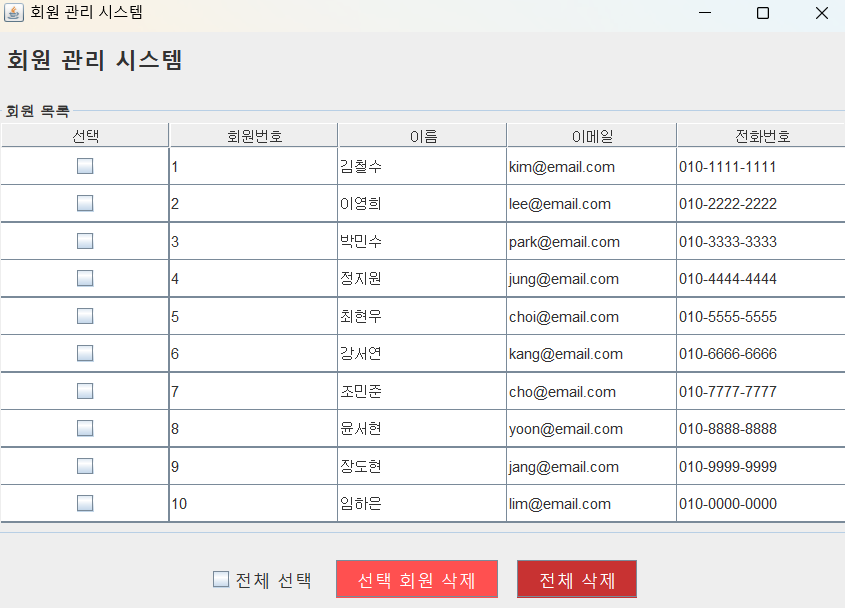 회원 관리 시스템
회원 관리 시스템
회원 목록
선택 회원번호 이름 이메일 전화번호
1 김철수 kim@email.com 010-1111-1111
2 이영희 lee@email.com 010-2222-2222
3 박민수 park@email.com 010-3333-3333
4 정지원 jung@email.com 010-4444-4444
5 최현우 choi@email.com 010-5555-5555
6 강서연 kang@email.com 010-6666-6666
7 조민준 cho@email.com 010-7777-7777
8 윤서현 yoon@email.com 010-8888-8888
9 장도현 jang@email.com 010-9999-9999
10 임하은 lim@email.com 010-0000-0000
전체 선택 선택 회원 삭제 전체 삭제